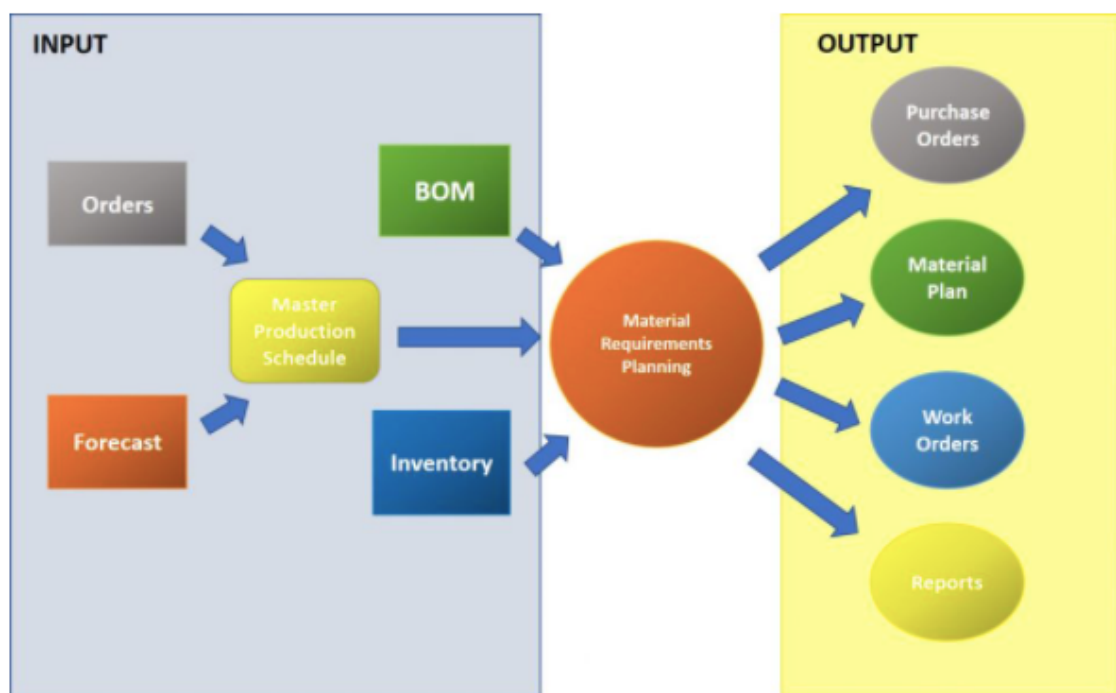 INPUT
OUTPUT
Purchase
Orders
Orders
BOM
Material
Plan
Master
Production
Schedule
Material
Requirements
Planning
Forecast
Inventory
Work
Orders
Reports